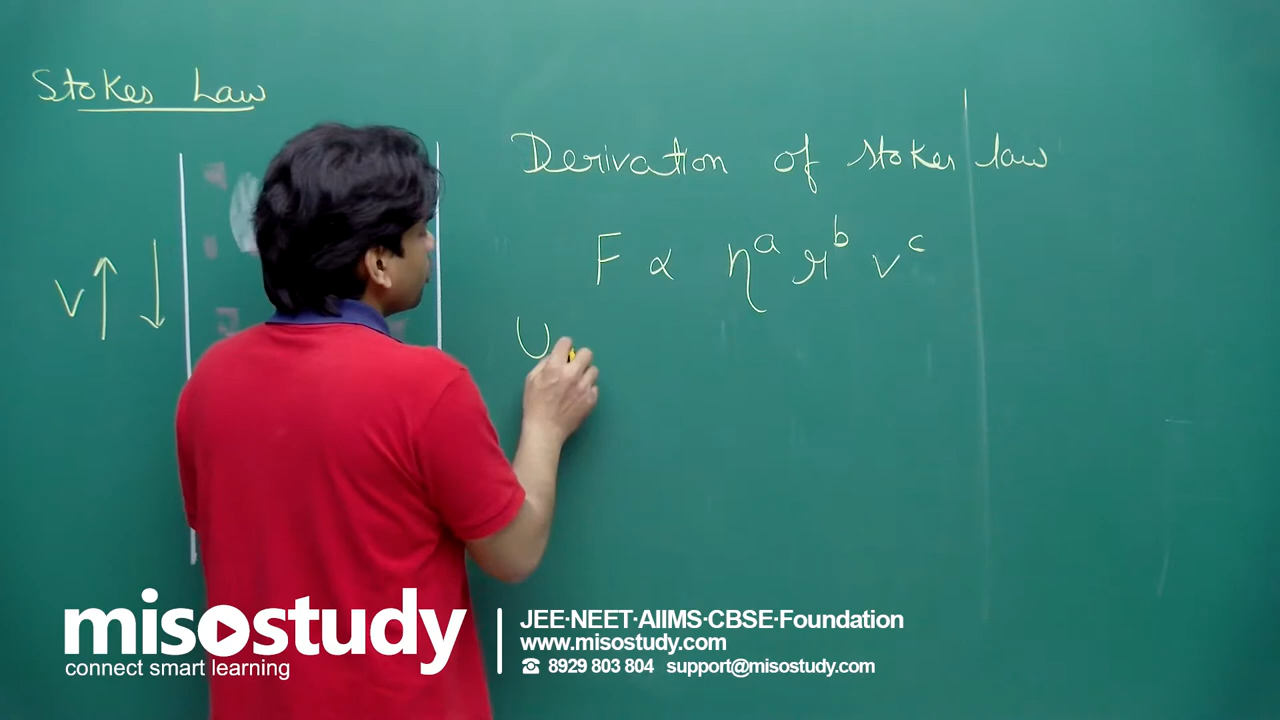 Stokes Law
Derivation of stokes law
F ∝ η^a r^b v^c
v↑ ↓
U
misostudy
connect smart learning
JEE·NEET·AIIMS·CBSE·Foundation
www.misostudy.com
☎ 8929 803 804 support@misostudy.com